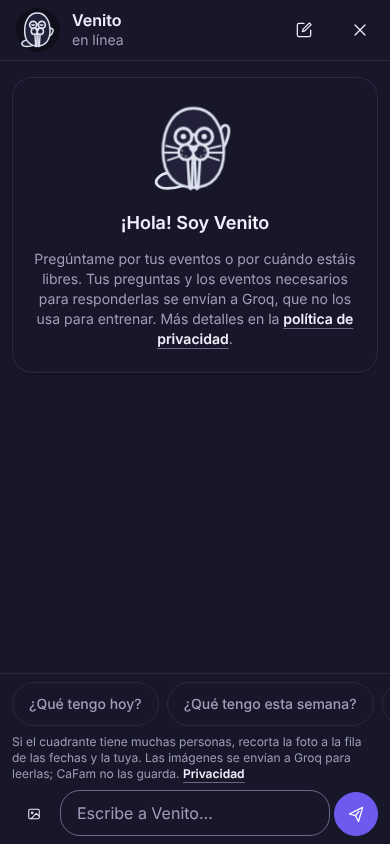 Venito
en línea
¡Hola! Soy Venito
Pregúntame por tus eventos o por cuándo estáis
libres. Tus preguntas y los eventos necesarios
para responderlas se envían a Groq, que no los
usa para entrenar. Más detalles en la política de
privacidad.
¿Qué tengo hoy?
¿Qué tengo esta semana?
Si el cuadrante tiene muchas personas, recorta la foto a la fila
de las fechas y la tuya. Las imágenes se envían a Groq para
leerlas; CaFam no las guarda. Privacidad
Escribe a Venito...